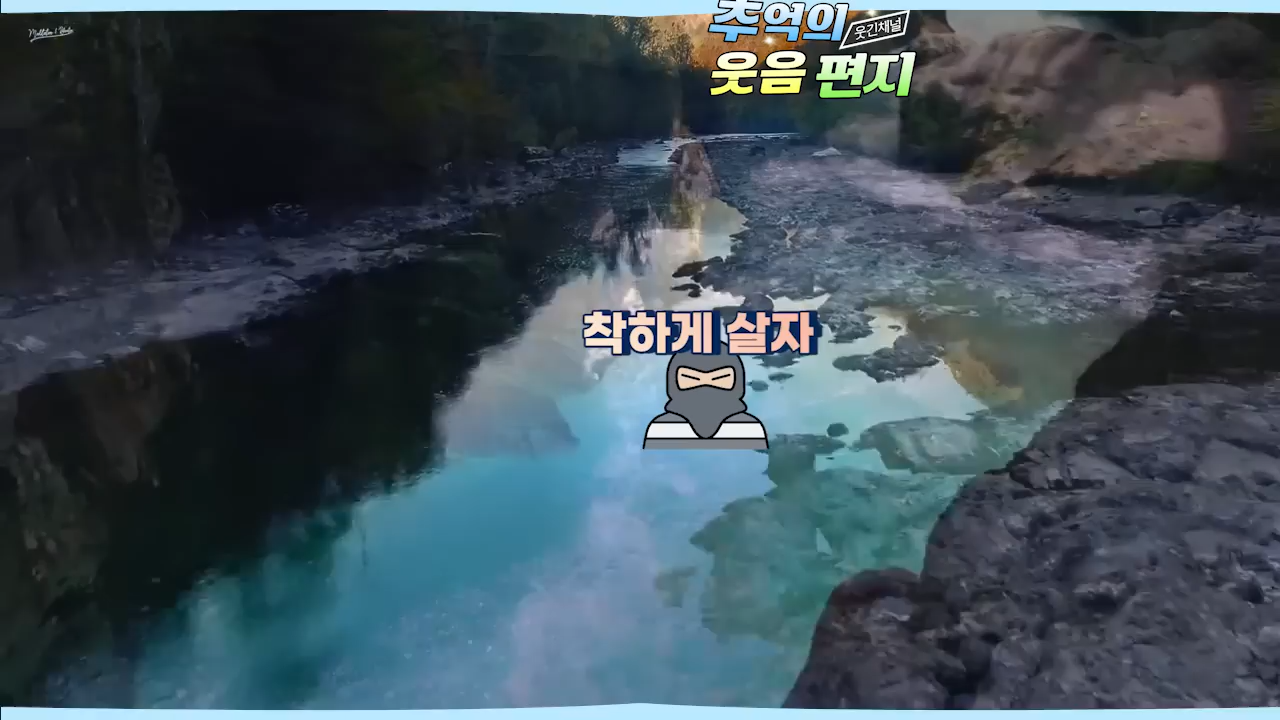 추억의
웃긴채널
웃음 편지
착하게 살자